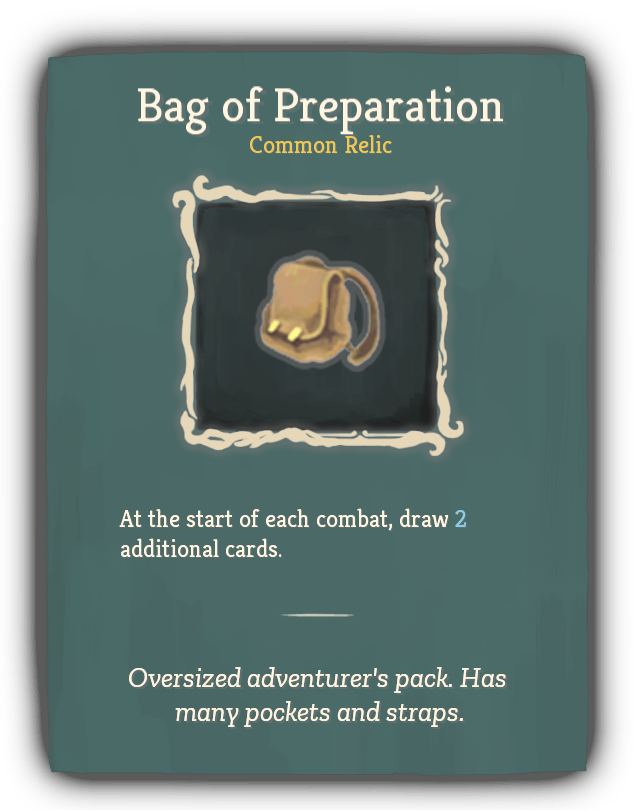 Bag of Preparation
Common Relic
At the start of each combat, draw 2
additional cards.
Oversized adventurer's pack. Has
many pockets and straps.